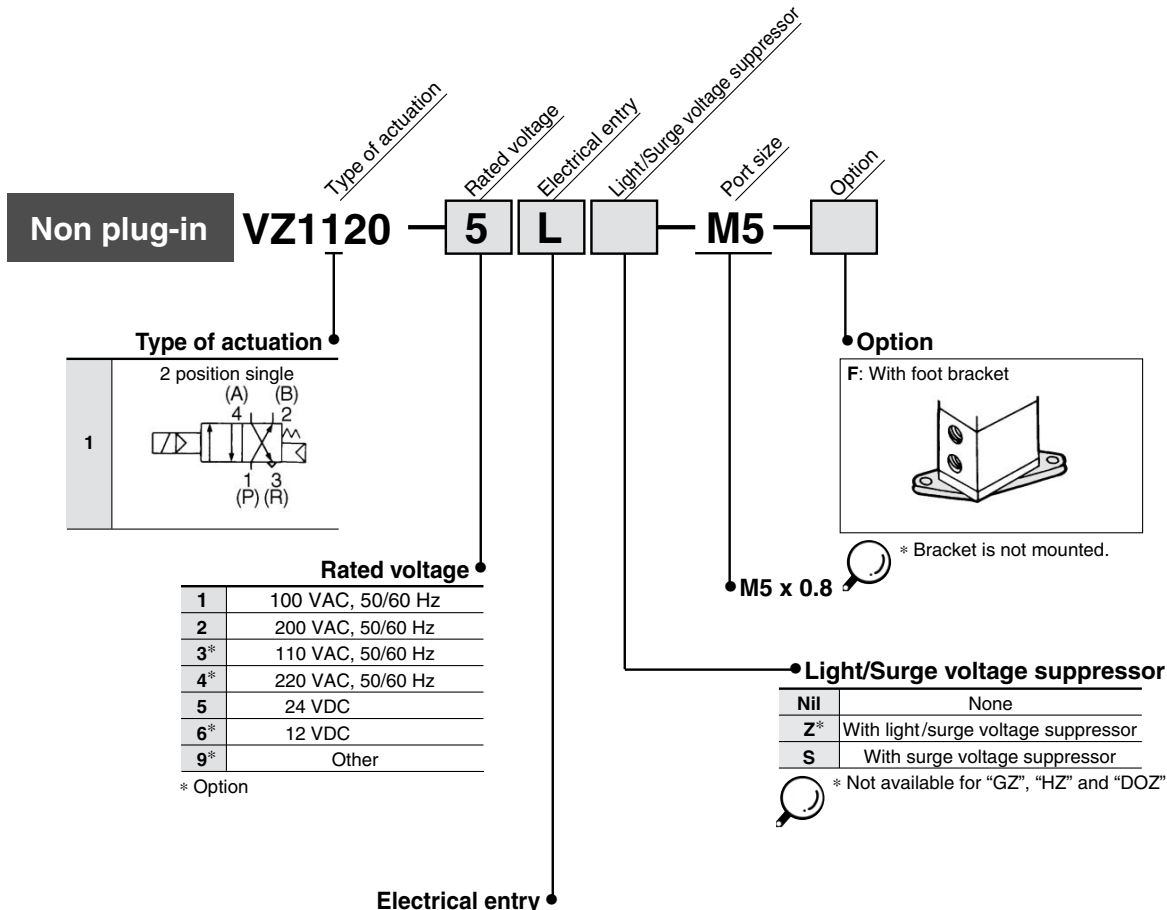 Type of actuation
Rated voltage
Electrical entry
Light/Surge voltage suppressor
Port size
Option
Non plug-in VZ1120 — 5 L — M5 —
Type of actuation
1
2 position single
(A) (B)
4 2
1 3
(P) (R)
Option
F: With foot bracket
* Bracket is not mounted.
M5 x 0.8
Rated voltage
1 100 VAC, 50/60 Hz
2 200 VAC, 50/60 Hz
3* 110 VAC, 50/60 Hz
4* 220 VAC, 50/60 Hz
5 24 VDC
6* 12 VDC
9* Other
* Option
Light/Surge voltage suppressor
Nil None
Z* With light/surge voltage suppressor
S With surge voltage suppressor
* Not available for “GZ”, “HZ” and “DOZ”
Electrical entry